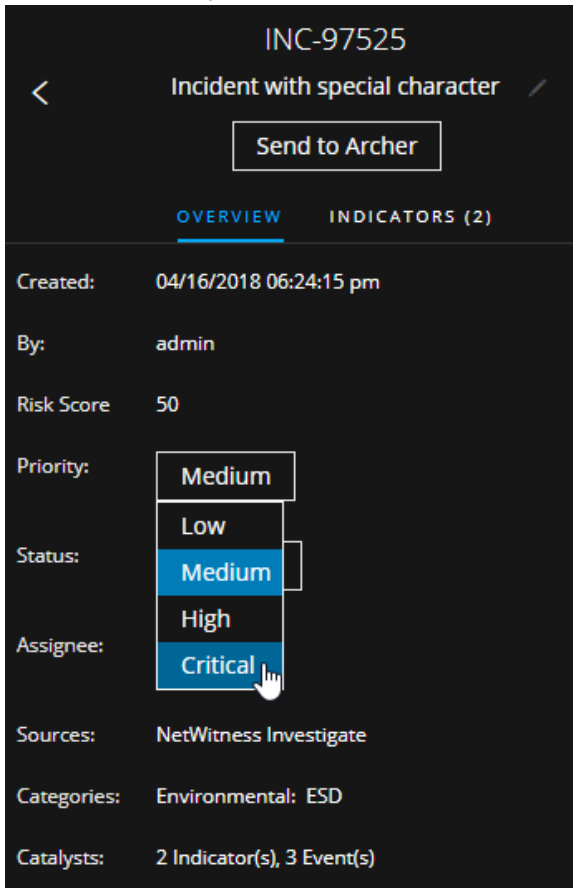 INC-97525
Incident with special character
Send to Archer
OVERVIEW INDICATORS (2)
Created: 04/16/2018 06:24:15 pm
By: admin
Risk Score 50
Priority: Medium
Low
Status: Medium
High
Assignee: Critical
Sources: NetWitness Investigate
Categories: Environmental: ESD
Catalysts: 2 Indicator(s), 3 Event(s)